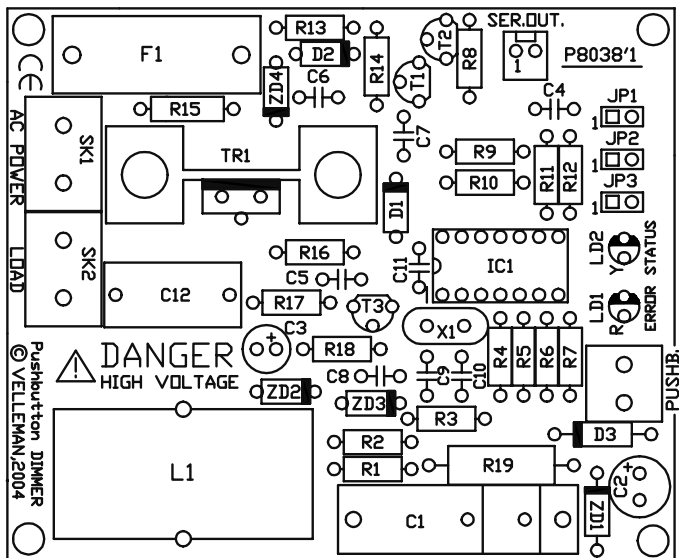 R13
T2
SER.OUT.
F1
D2
R14
R8
1
P8038'1
CE
ZD4
C6
T1
C4
JP1
R15
1
AC POWER
SK1
TR1
C7
R9
R11
R12
JP2
1
R10
JP3
D1
1
LOAD
SK2
R16
C11
IC1
LD2
Y
STATUS
C5
C12
R17
T3
LD1
R
ERROR
C3
+
X1
R4
R5
R6
R7
DANGER
HIGH VOLTAGE
R18
C8
C9
C10
PUSHB.
ZD2
ZD3
R3
D3
Pushbutton DIMMER
© VELLEMAN,2004
L1
R2
R1
R19
C2
+
C1
ZD1